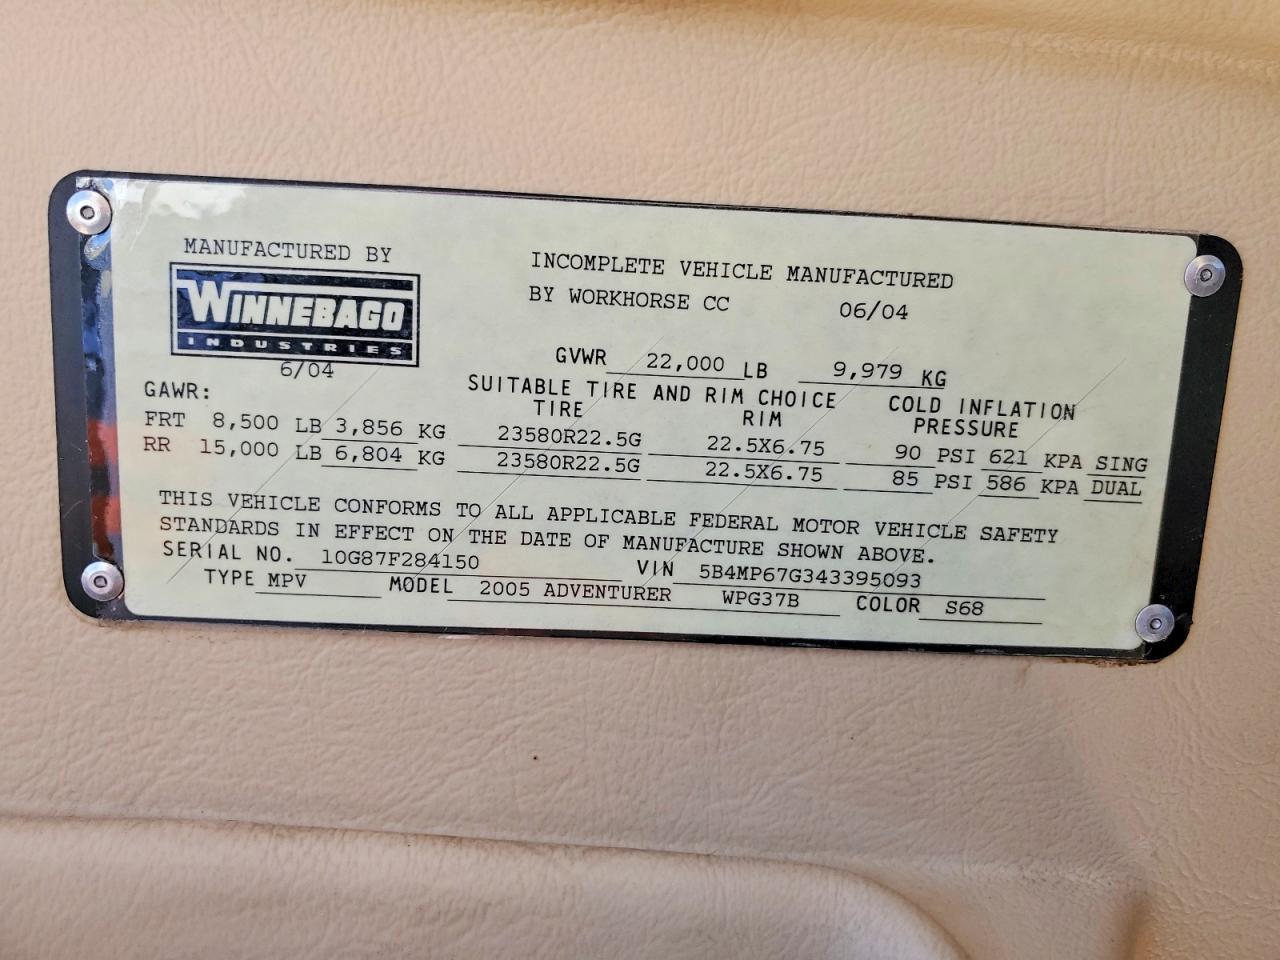 MANUFACTURED BY
WINNEBAGO
INDUSTRIES
6/04
INCOMPLETE VEHICLE MANUFACTURED
BY WORKHORSE CC 06/04
GVWR 22,000 LB 9,979 KG
GAWR:
SUITABLE TIRE AND RIM CHOICE
TIRE RIM
COLD INFLATION
PRESSURE
FRT 8,500 LB 3,856 KG 23580R22.5G 22.5X6.75 90 PSI 621 KPA SING
RR 15,000 LB 6,804 KG 23580R22.5G 22.5X6.75 85 PSI 586 KPA DUAL
THIS VEHICLE CONFORMS TO ALL APPLICABLE FEDERAL MOTOR VEHICLE SAFETY
STANDARDS IN EFFECT ON THE DATE OF MANUFACTURE SHOWN ABOVE.
SERIAL NO. 10G87F284150 VIN 5B4MP67G343395093
TYPE MPV MODEL 2005 ADVENTURER WPG37B COLOR S68